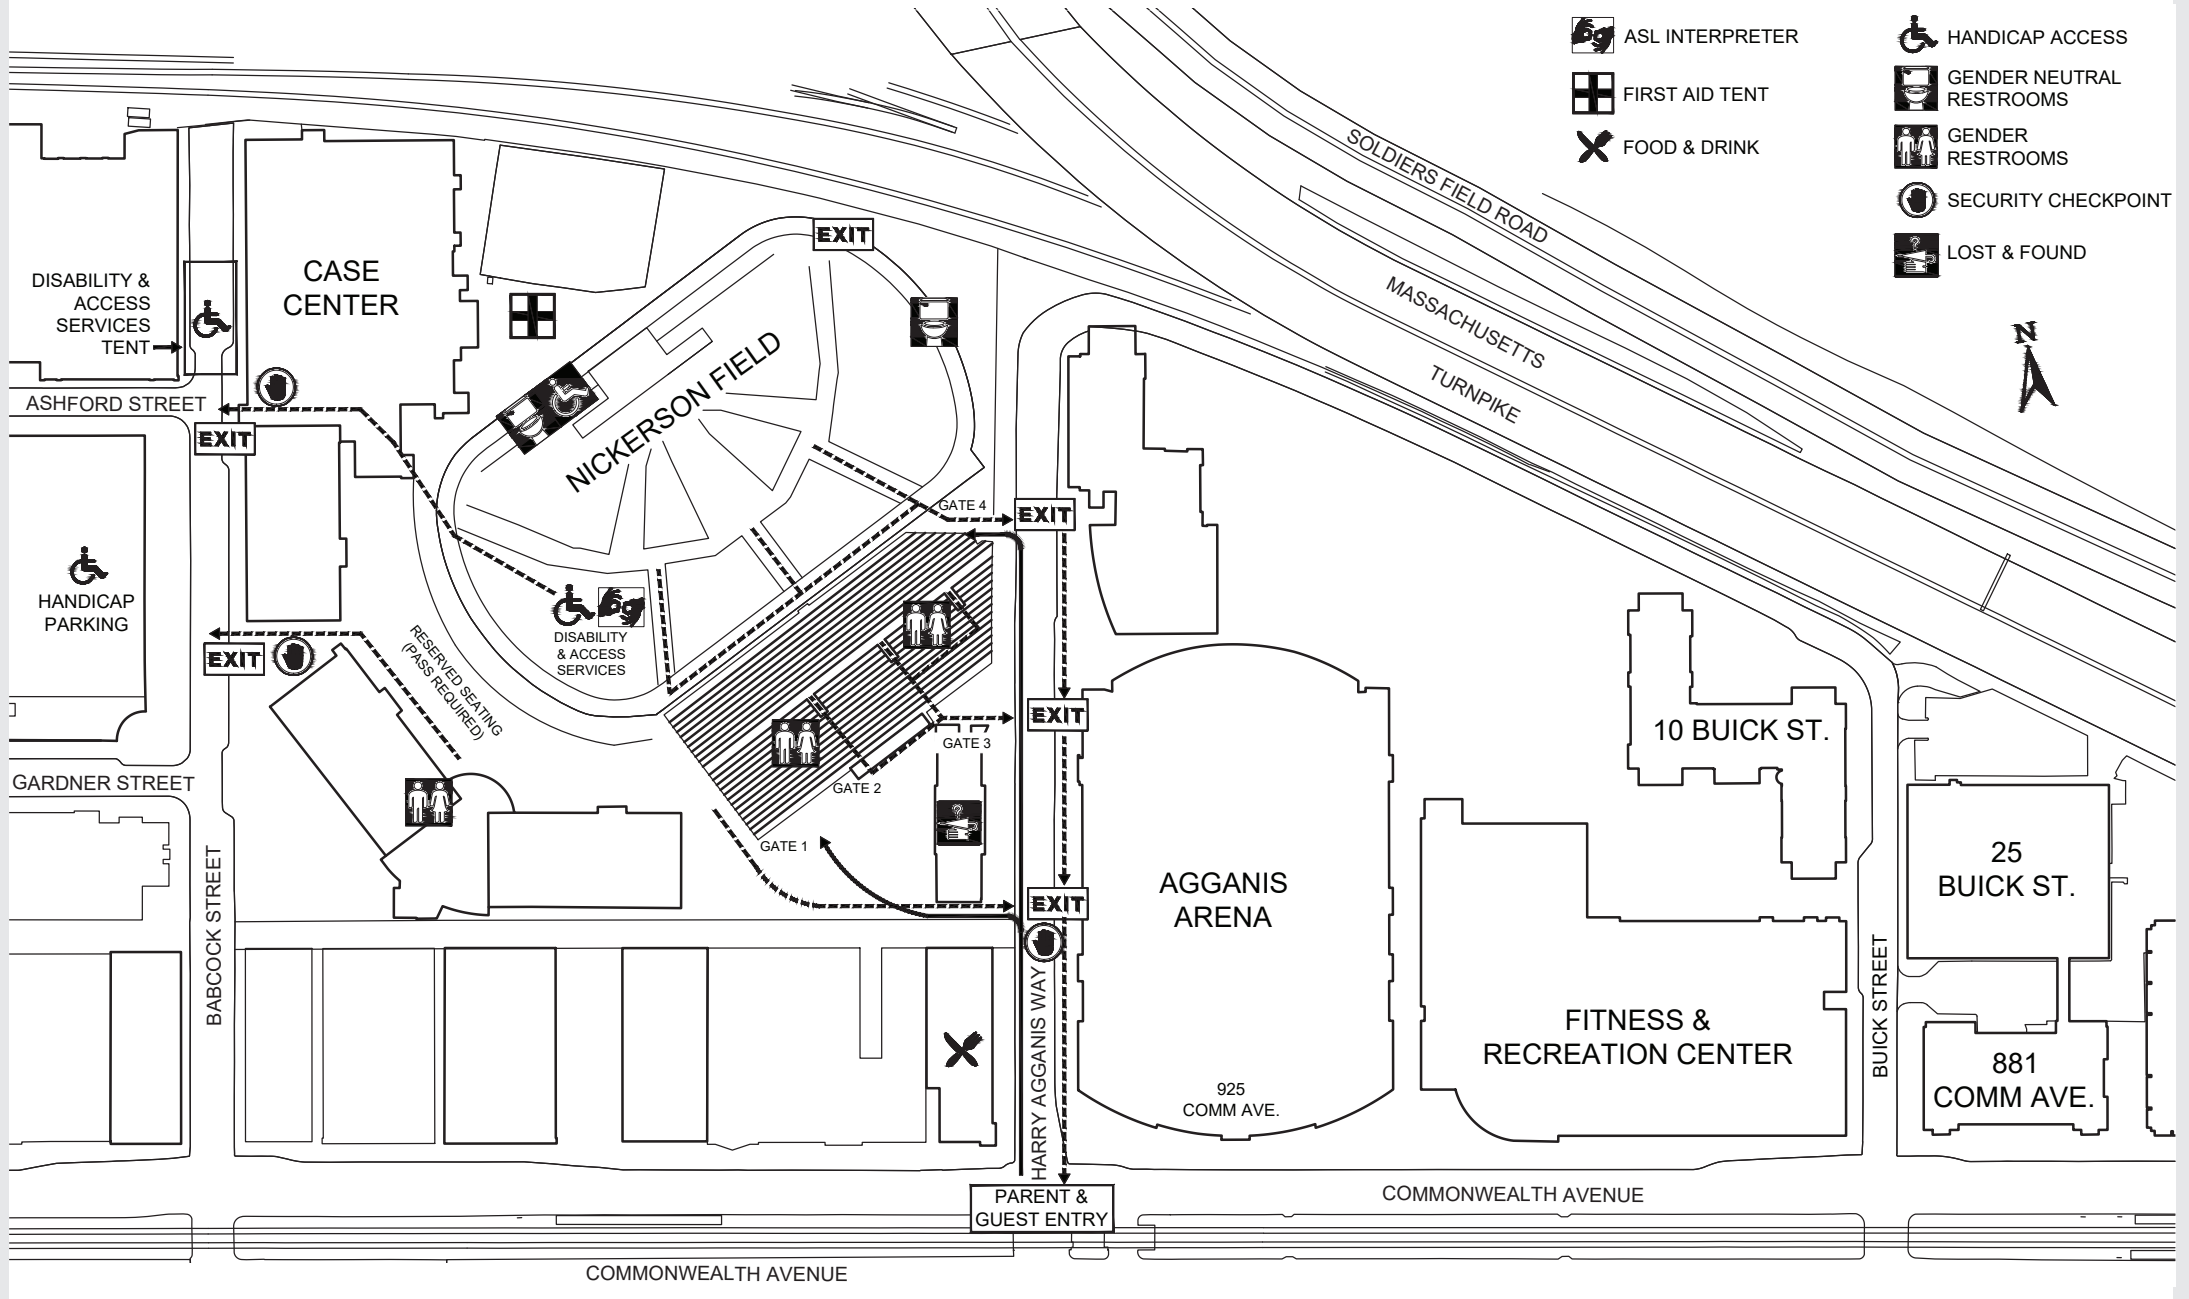 ASL INTERPRETER
FIRST AID TENT
FOOD & DRINK
HANDICAP ACCESS
GENDER NEUTRAL
RESTROOMS
GENDER
RESTROOMS
SECURITY CHECKPOINT
LOST & FOUND
N
SOLDIERS FIELD ROAD
MASSACHUSETTS
TURNPIKE
EXIT
CASE
CENTER
DISABILITY &
ACCESS
SERVICES
TENT
NICKERSON FIELD
ASHFORD STREET
EXIT
GATE 4
EXIT
HANDICAP
PARKING
DISABILITY
& ACCESS
SERVICES
EXIT
RESERVED SEATING
(PASS REQUIRED)
EXIT
GATE 3
GATE 2
GATE 1
EXIT
10 BUICK ST.
GARDNER STREET
BABCOCK STREET
AGGANIS
ARENA
25
BUICK ST.
HARRY AGGANIS WAY
BUICK STREET
FITNESS &
RECREATION CENTER
881
COMM AVE.
925
COMM AVE.
PARENT &
GUEST ENTRY
COMMONWEALTH AVENUE
COMMONWEALTH AVENUE